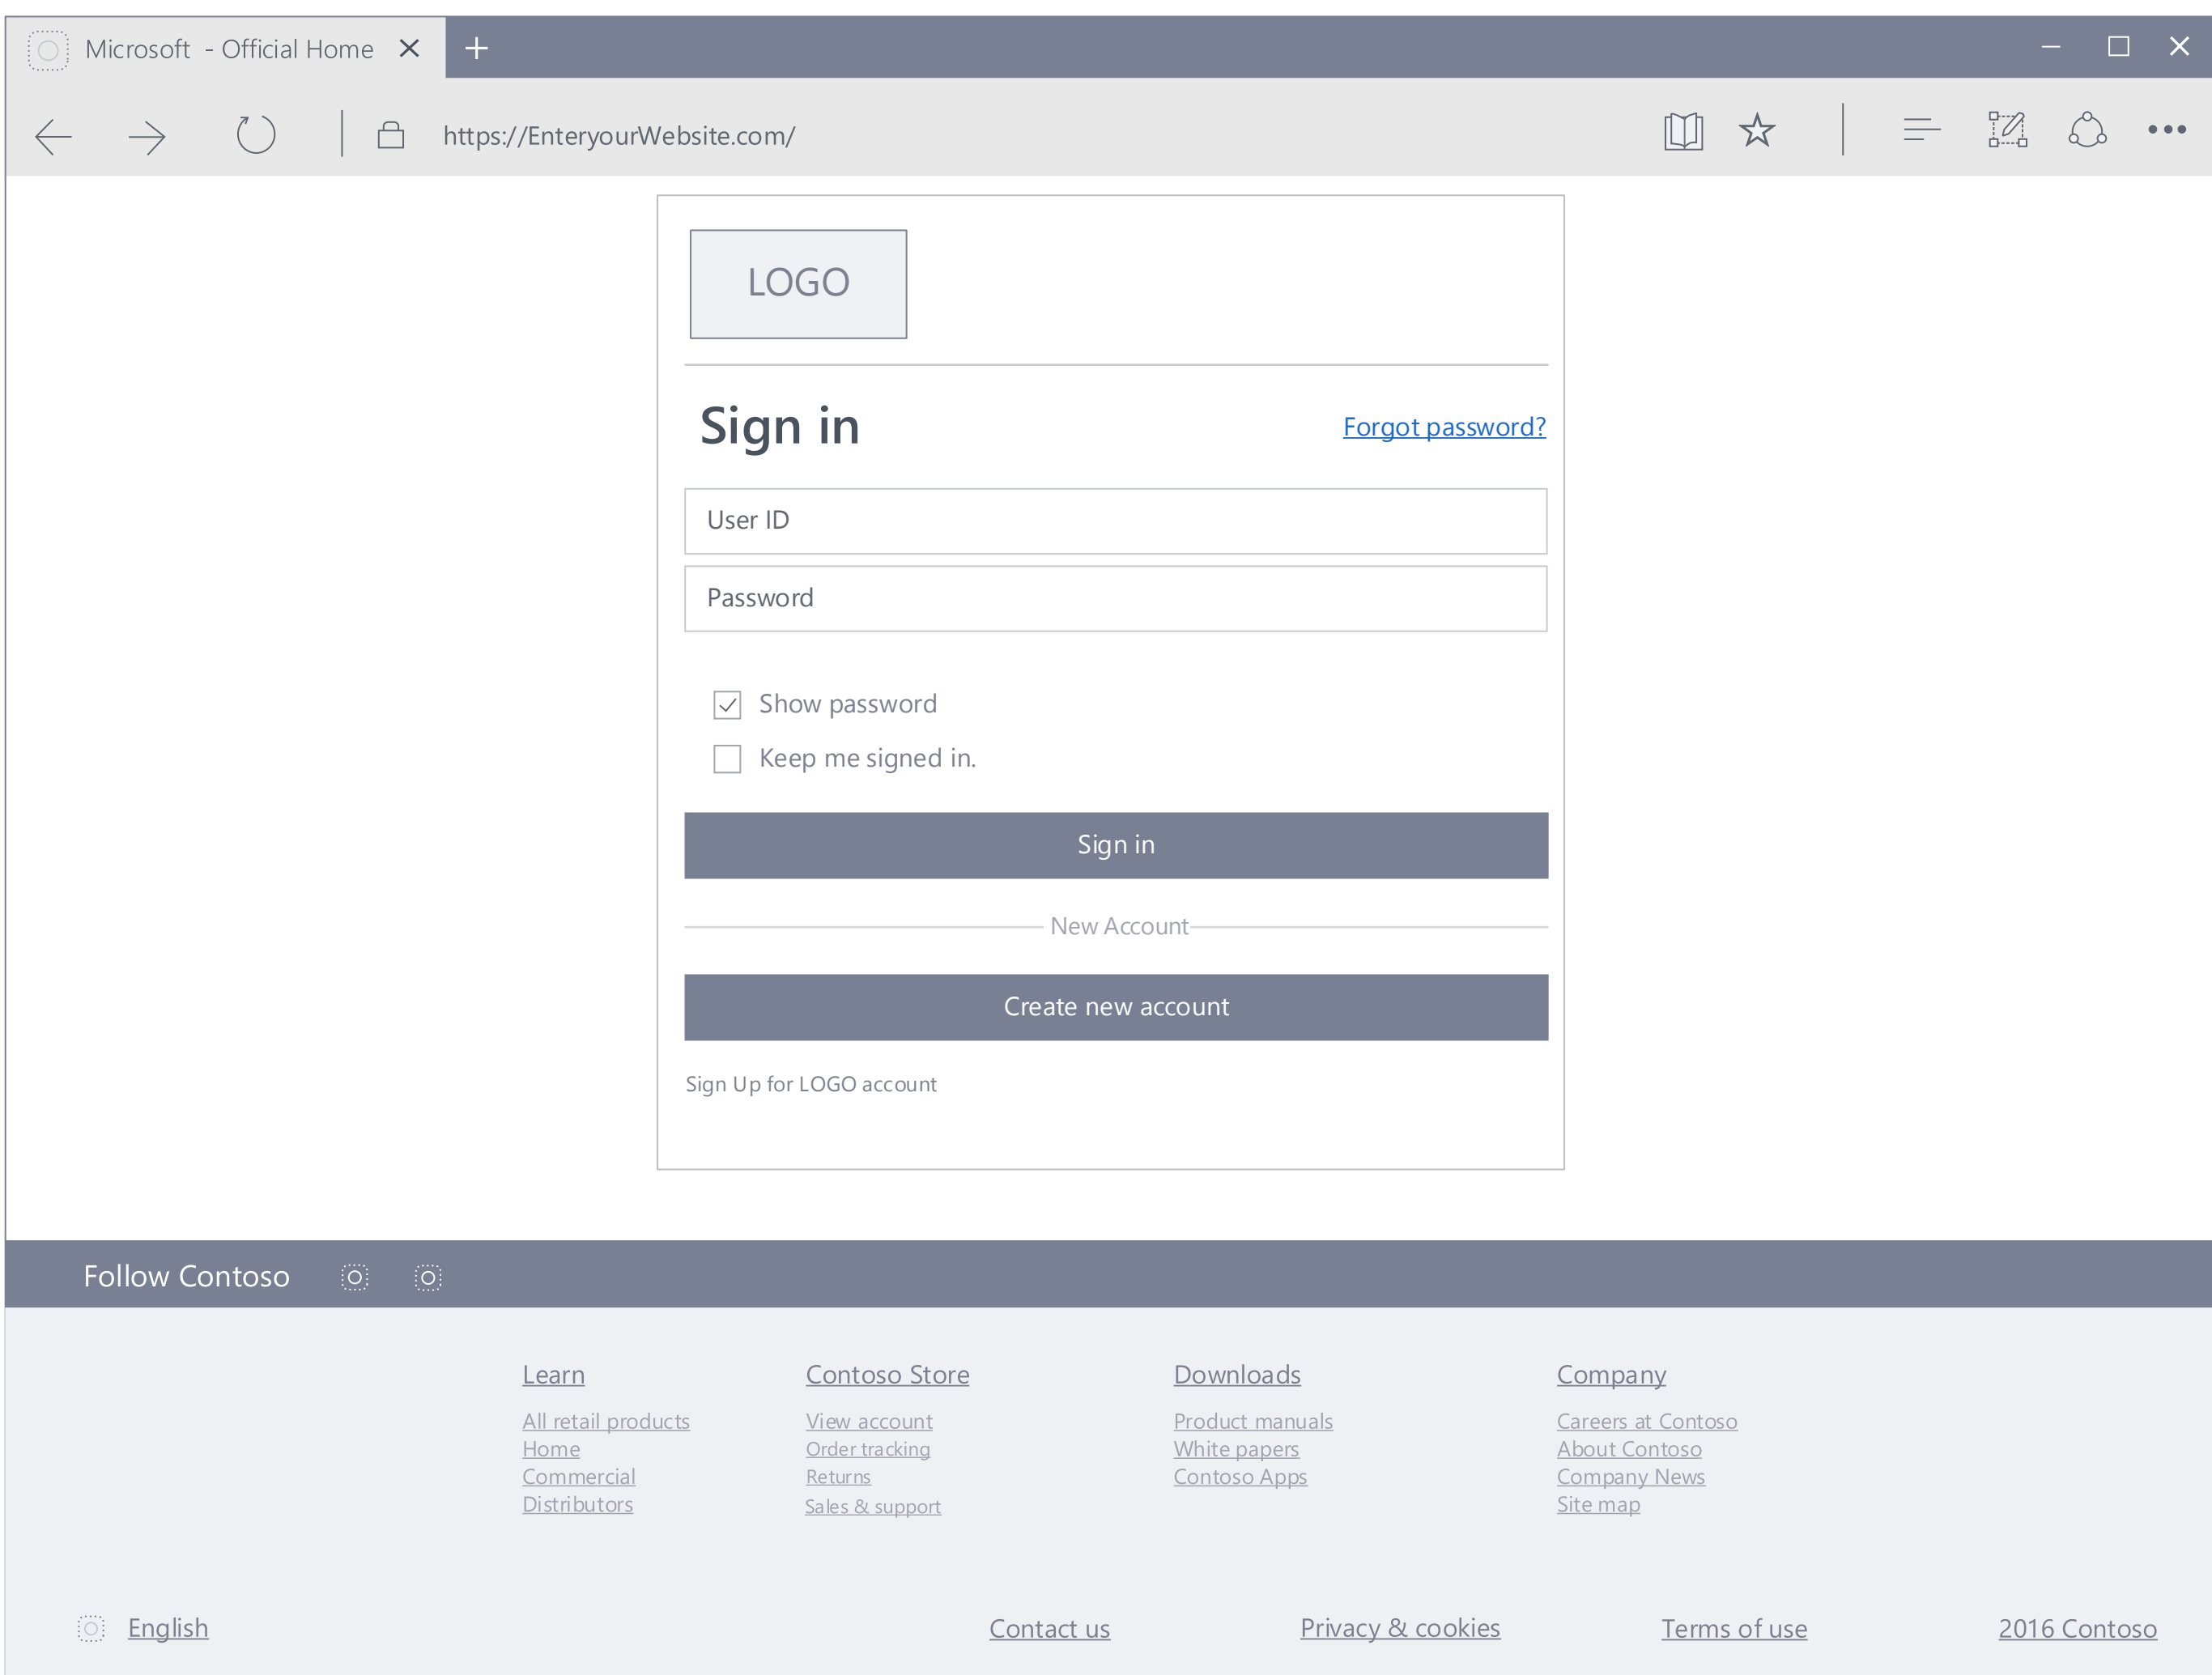 Microsoft - Official Home
https://EnteryourWebsite.com/
LOGO
Sign in
Forgot password?
User ID
Password
Show password
Keep me signed in.
Sign in
New Account
Create new account
Sign Up for LOGO account
Follow Contoso
Learn
All retail products
Home
Commercial
Distributors
Contoso Store
View account
Order tracking
Returns
Sales & support
Downloads
Product manuals
White papers
Contoso Apps
Company
Careers at Contoso
About Contoso
Company News
Site map
English
Contact us
Privacy & cookies
Terms of use
2016 Contoso